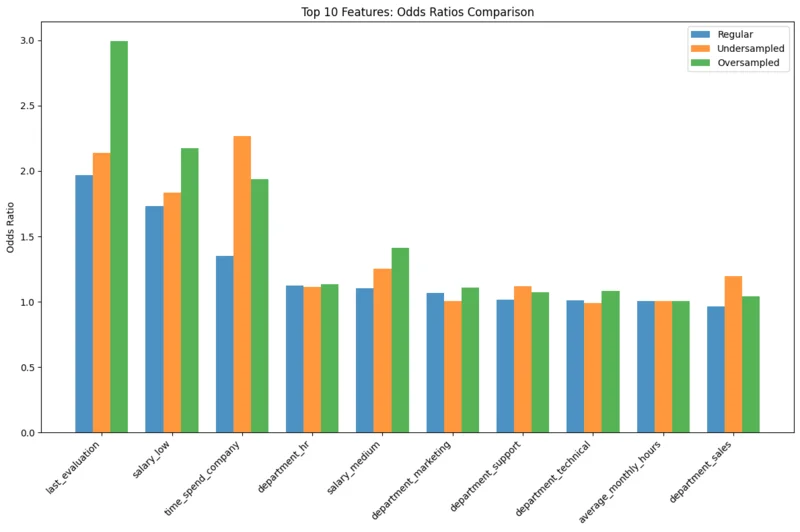 Top 10 Features: Odds Ratios Comparison
Regular
Undersampled
Oversampled
Odds Ratio
3.0
2.5
2.0
1.5
1.0
0.5
0.0
last_evaluation
salary_low
time_spend_company
department_hr
salary_medium
department_marketing
department_support
department_technical
average_monthly_hours
department_sales